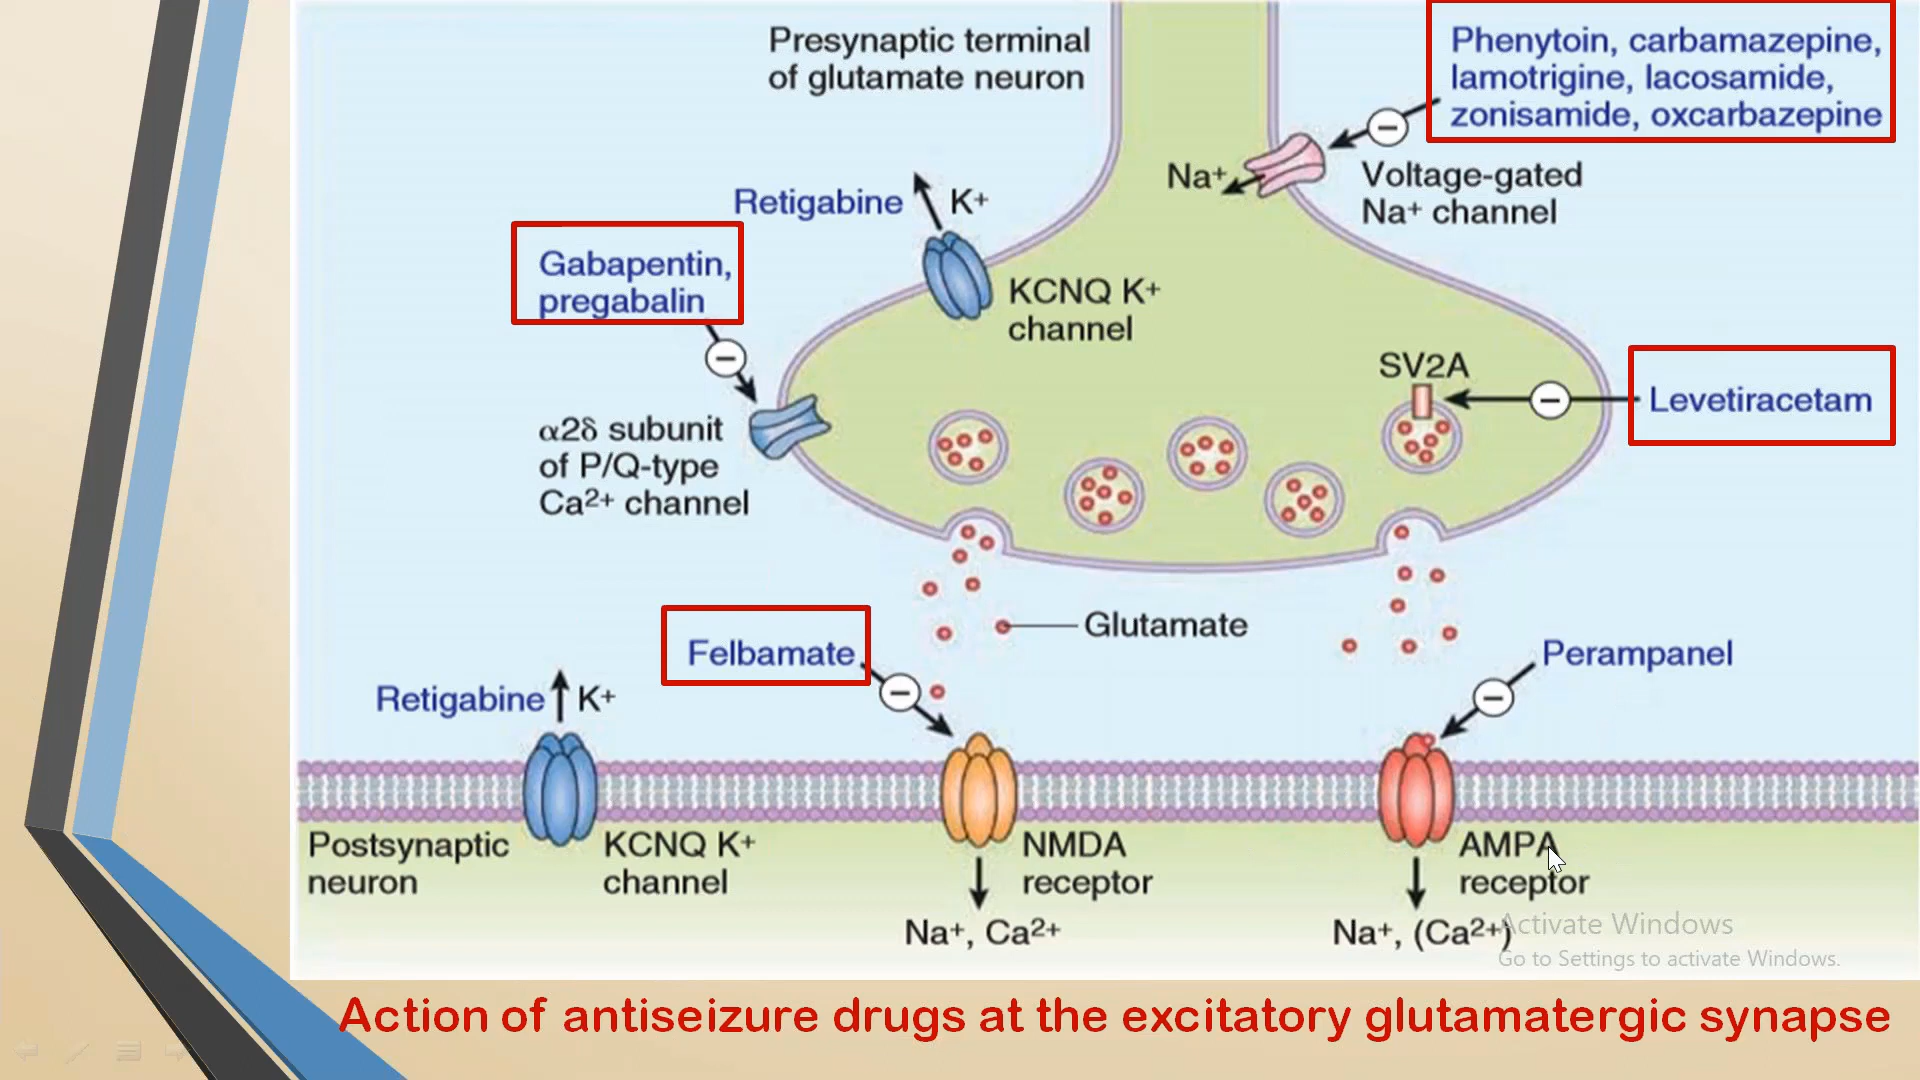 Presynaptic terminal
of glutamate neuron
Phenytoin, carbamazepine,
lamotrigine, lacosamide,
zonisamide, oxcarbazepine
Na+
Voltage-gated
Na+ channel
Retigabine
K+
Gabapentin,
pregabalin
KCNQ K+
channel
SV2A
Levetiracetam
α2δ subunit
of P/Q-type
Ca2+ channel
Glutamate
Felbamate
Perampanel
Retigabine
K+
Postsynaptic
neuron
KCNQ K+
channel
NMDA
receptor
AMPA
receptor
Na+, Ca2+
Na+, (Ca2+)
Activate Windows
Go to Settings to activate Windows.
Action of antiseizure drugs at the excitatory glutamatergic synapse